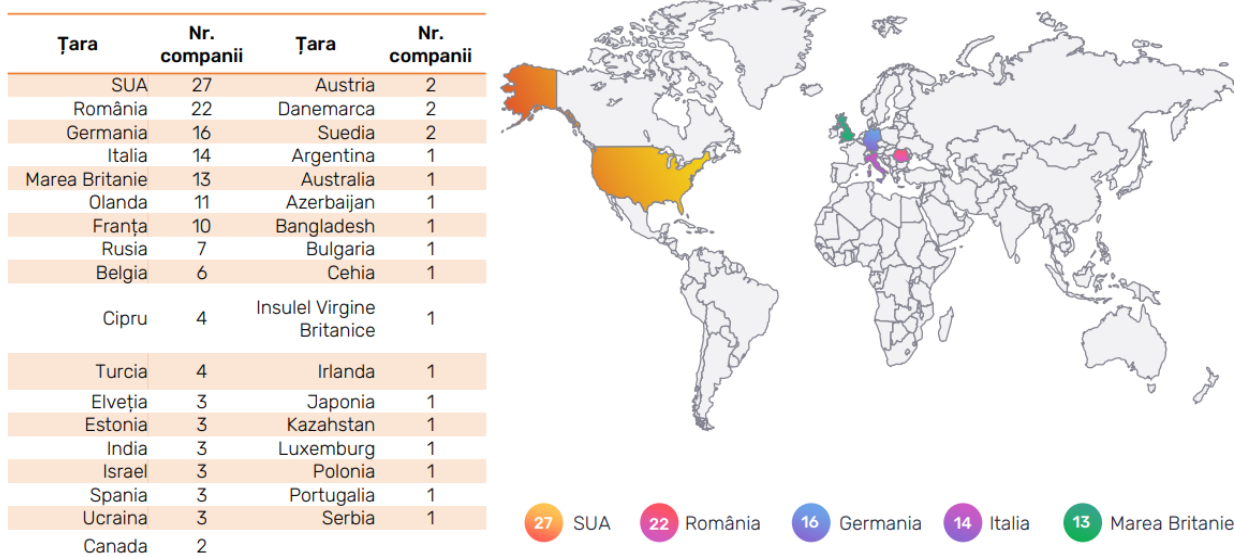 Țara Nr. companii Țara Nr. companii
SUA 27 Austria 2
România 22 Danemarca 2
Germania 16 Suedia 2
Italia 14 Argentina 1
Marea Britanie 13 Australia 1
Olanda 11 Azerbaijan 1
Franța 10 Bangladesh 1
Rusia 7 Bulgaria 1
Belgia 6 Cehia 1
Cipru 4 Insulel Virgine Britanice 1
Turcia 4 Irlanda 1
Elveția 3 Japonia 1
Estonia 3 Kazahstan 1
India 3 Luxemburg 1
Israel 3 Polonia 1
Spania 3 Portugalia 1
Ucraina 3 Serbia 1
Canada 2
27 SUA 22 România 16 Germania 14 Italia 13 Marea Britanie